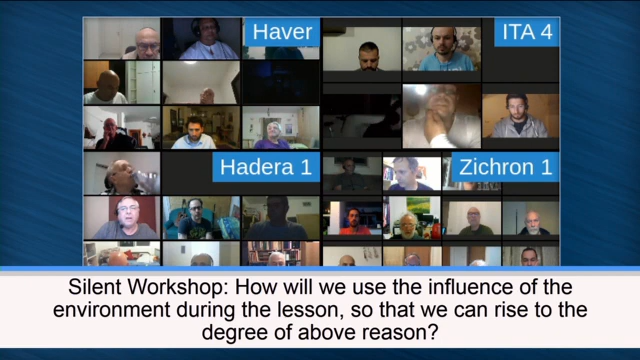 Haver
ITA 4
Hadera 1
Zichron 1
Silent Workshop: How will we use the influence of the
environment during the lesson, so that we can rise to the
degree of above reason?